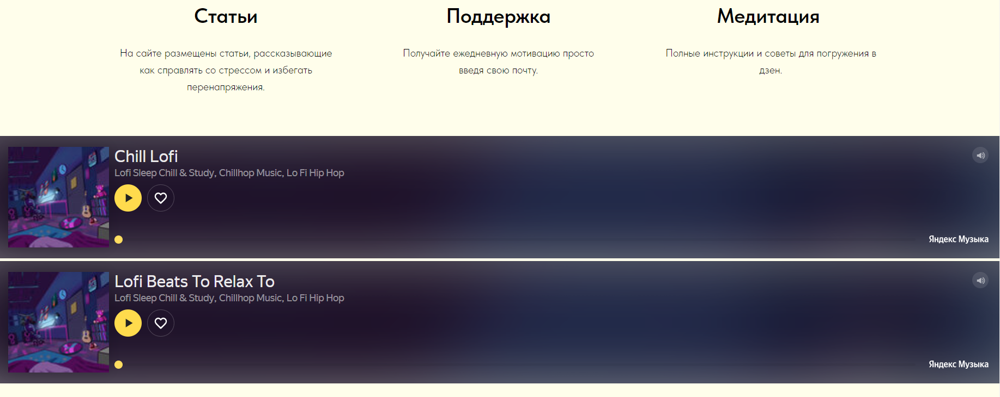 Статьи
На сайте размещены статьи, рассказывающие
как справлять со стрессом и избегать
перенапряжения.
Поддержка
Получайте ежедневную мотивацию просто
введя свою почту.
Медитация
Полные инструкции и советы для погружения в
дзен.
Chill Lofi
Lofi Sleep Chill & Study, Chillhop Music, Lo Fi Hip Hop
Яндекс Музыка
Lofi Beats To Relax To
Lofi Sleep Chill & Study, Chillhop Music, Lo Fi Hip Hop
Яндекс Музыка